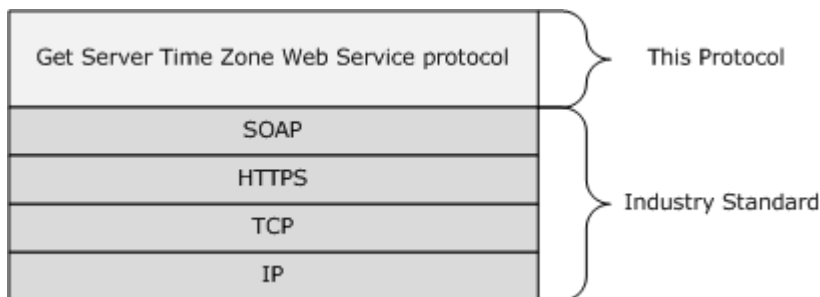 Get Server Time Zone Web Service protocol
This Protocol
SOAP
HTTPS
TCP
IP
Industry Standard